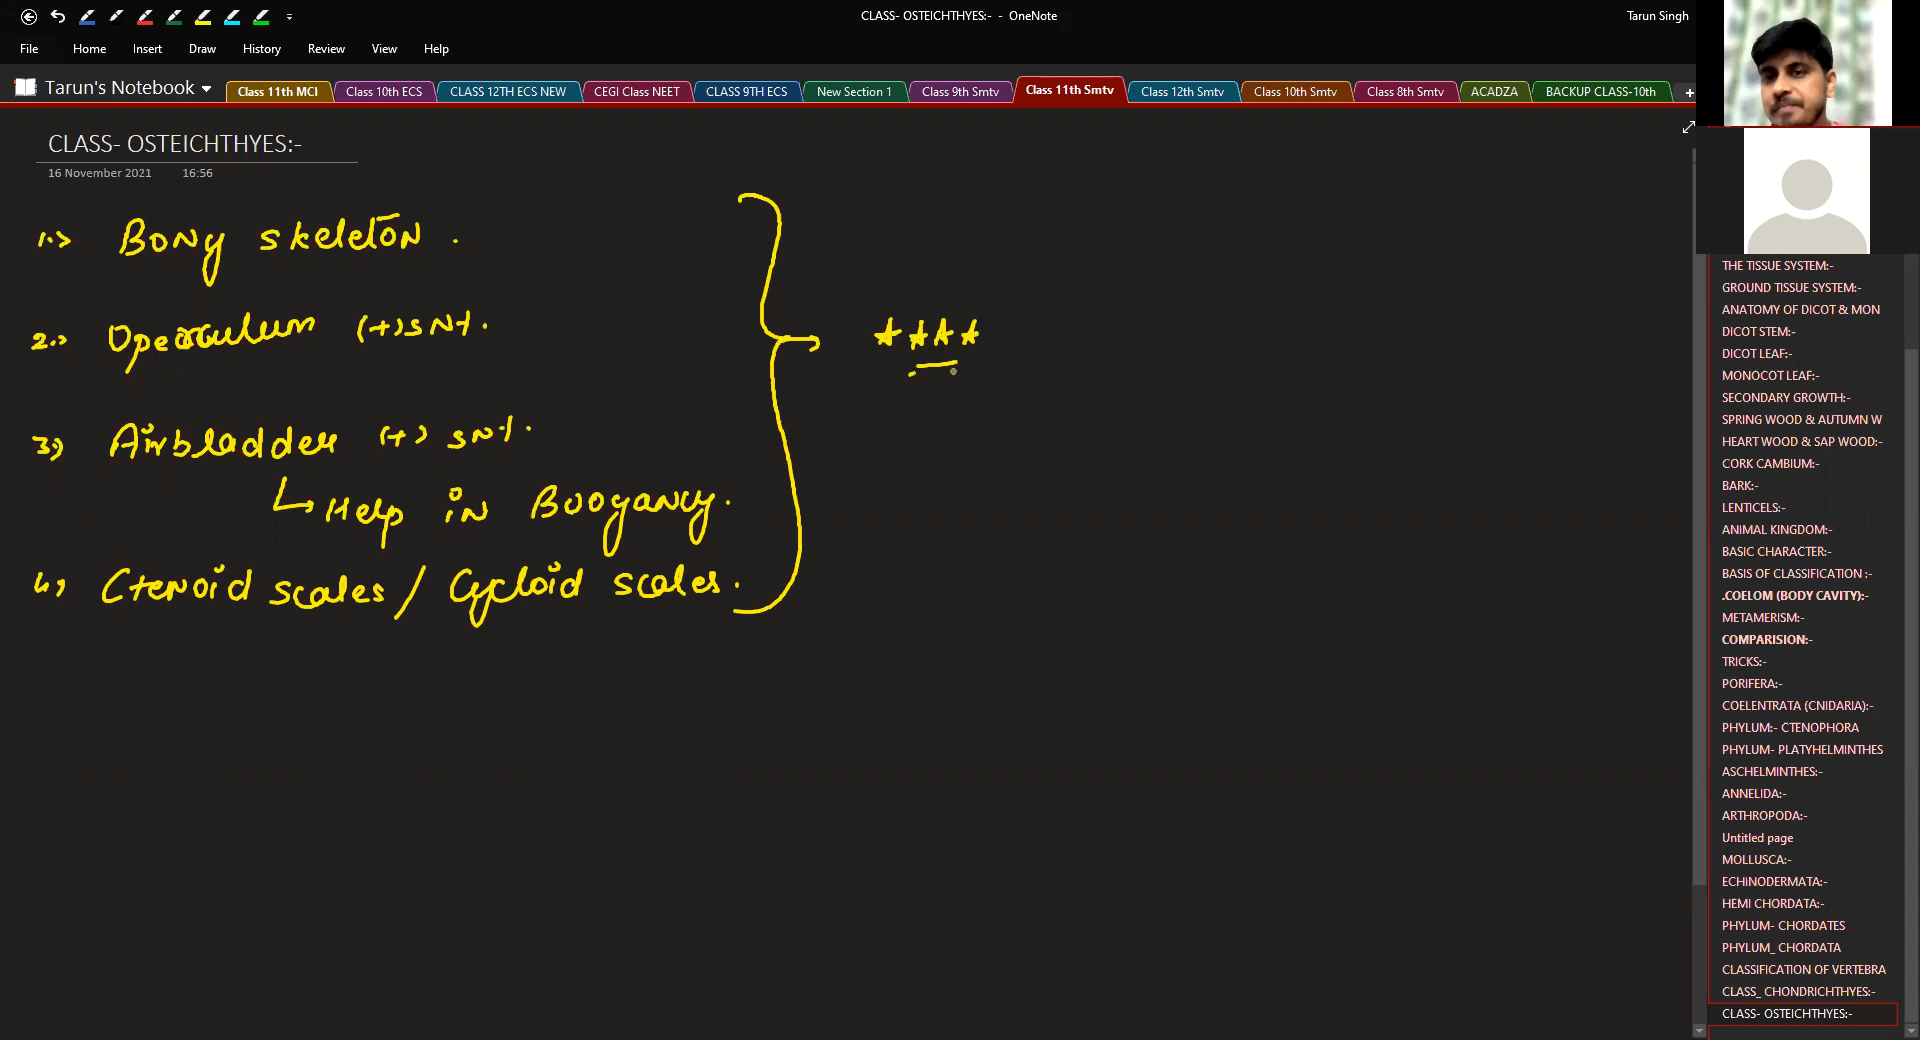 CLASS- OSTEICHTHYES:- - OneNote
Tarun Singh
File Home Insert Draw History Review View Help
Tarun's Notebook
Class 11th MCI Class 10th ECS CLASS 12TH ECS NEW CEGI Class NEET CLASS 9TH ECS New Section 1 Class 9th Smtv Class 11th Smtv Class 12th Smtv Class 10th Smtv Class 8th Smtv ACADZA BACKUP CLASS-10th +
CLASS- OSTEICHTHYES:-
16 November 2021 16:56
1.> Bony skeleton.
2.> Operculum (+)snt.
3) Airbladder (+) snt.
Help in Buoyancy.
4) Ctenoid scales / Cycloid scales.
THE TISSUE SYSTEM:-
GROUND TISSUE SYSTEM:-
ANATOMY OF DICOT & MON
DICOT STEM:-
DICOT LEAF:-
MONOCOT LEAF:-
SECONDARY GROWTH:-
SPRING WOOD & AUTUMN W
HEART WOOD & SAP WOOD:-
CORK CAMBIUM:-
BARK:-
LENTICELS:-
ANIMAL KINGDOM:-
BASIC CHARACTER:-
BASIS OF CLASSIFICATION :-
.COELOM (BODY CAVITY):-
METAMERISM:-
COMPARISION:-
TRICKS:-
PORIFERA:-
COELENTRATA (CNIDARIA):-
PHYLUM:- CTENOPHORA
PHYLUM- PLATYHELMINTHES
ASCHELMINTHES:-
ANNELIDA:-
ARTHROPODA:-
Untitled page
MOLLUSCA:-
ECHINODERMATA:-
HEMI CHORDATA:-
PHYLUM- CHORDATES
PHYLUM_ CHORDATA
CLASSIFICATION OF VERTEBRA
CLASS_ CHONDRICHTHYES:-
CLASS- OSTEICHTHYES:-